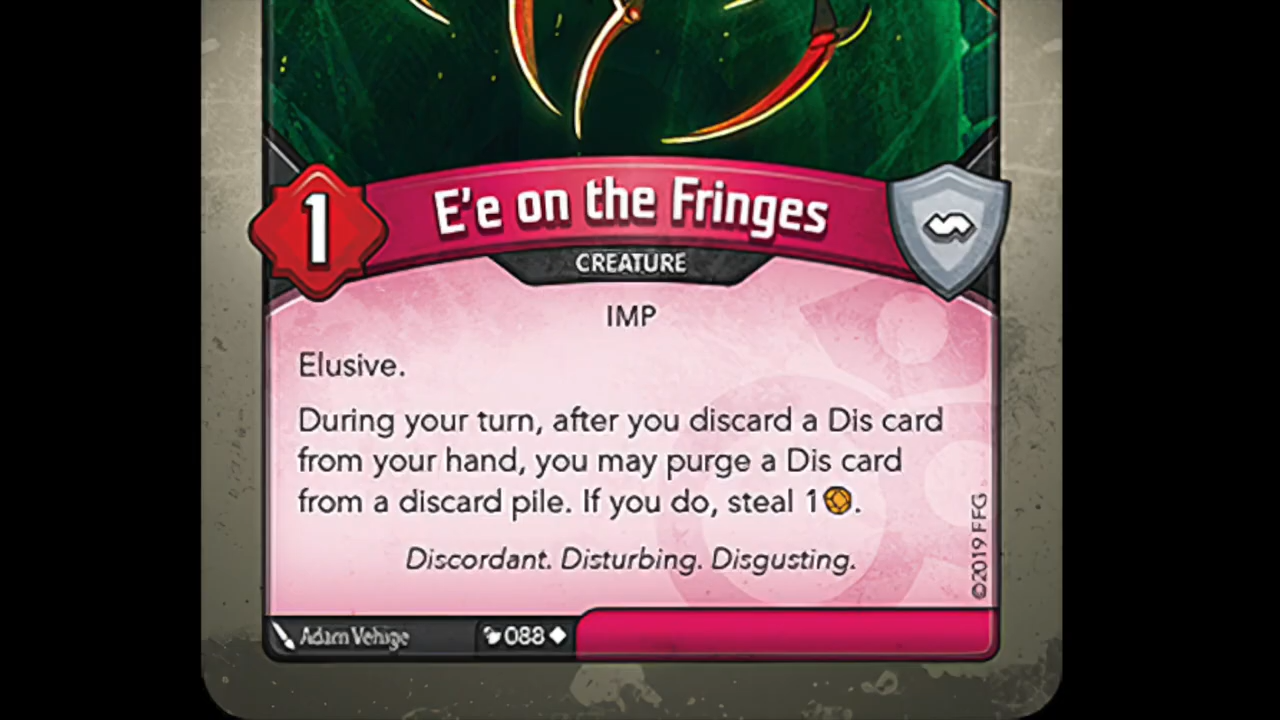 1
E'e on the Fringes
CREATURE
IMP
Elusive.
During your turn, after you discard a Dis card
from your hand, you may purge a Dis card
from a discard pile. If you do, steal 1.
Discordant. Disturbing. Disgusting.
©2019 FFG
Adam Vehige
088